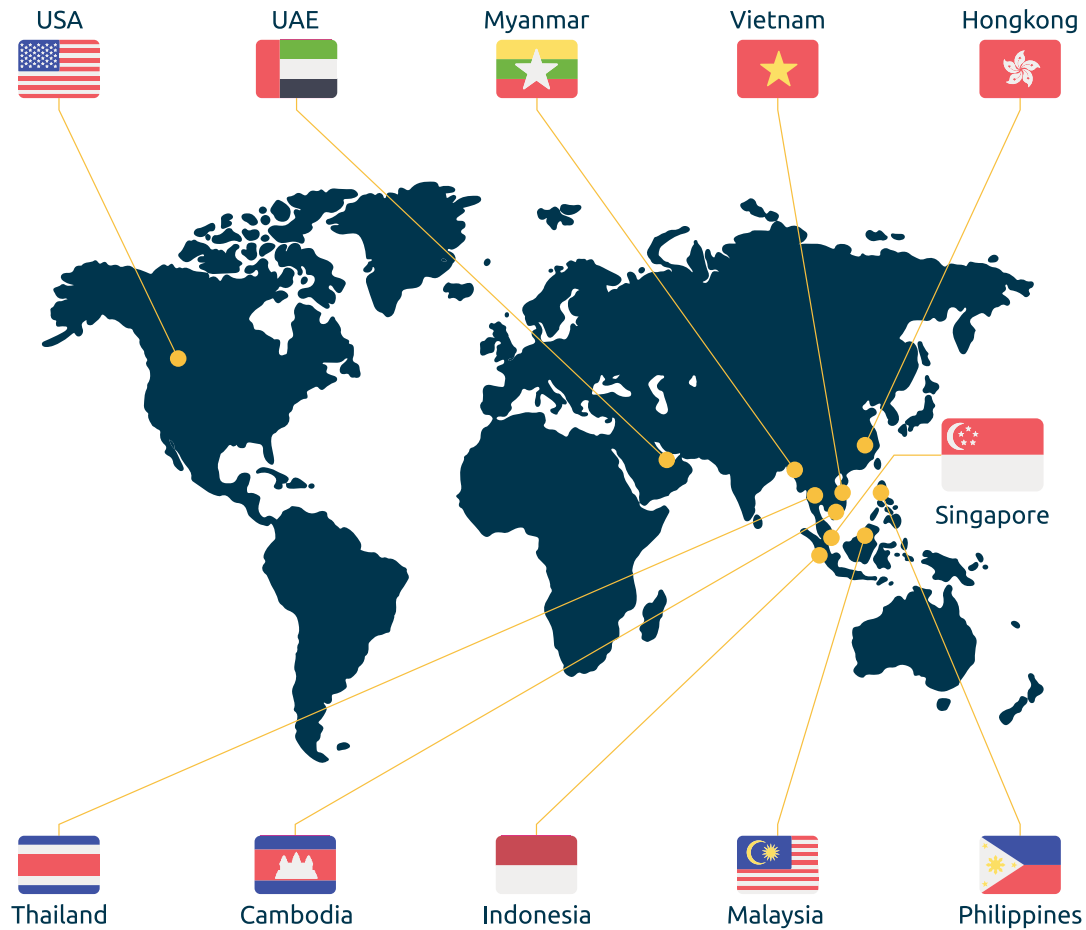 USA
UAE
Myanmar
Vietnam
Hongkong
Singapore
Thailand
Cambodia
Indonesia
Malaysia
Philippines